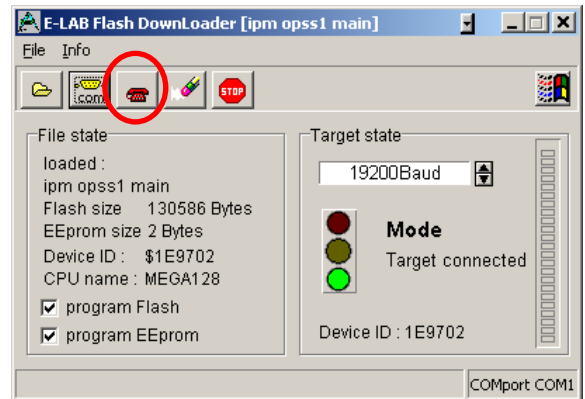 E-LAB Flash DownLoader [ipm opss1 main]
File Info
com
STOP
File state
loaded :
ipm opss1 main
Flash size 130586 Bytes
EEprom size 2 Bytes
Device ID : $1E9702
CPU name : MEGA128
program Flash
program EEprom
Target state
19200Baud
Mode
Target connected
Device ID : 1E9702
COMport COM1